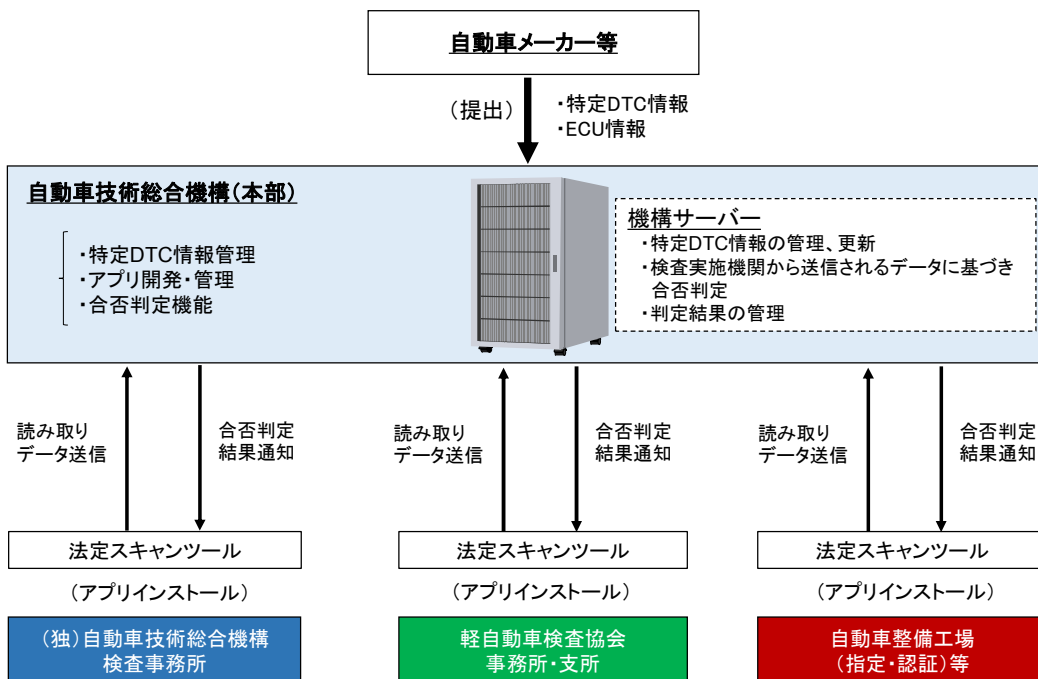 自動車メーカー等
(提出)
・特定DTC情報
・ECU情報
自動車技術総合機構(本部)
・特定DTC情報管理
・アプリ開発・管理
・合否判定機能
機構サーバー
・特定DTC情報の管理、更新
・検査実施機関から送信されるデータに基づき
合否判定
・判定結果の管理
読み取り
データ送信
合否判定
結果通知
読み取り
データ送信
合否判定
結果通知
読み取り
データ送信
合否判定
結果通知
法定スキャンツール
法定スキャンツール
法定スキャンツール
(アプリインストール)
(アプリインストール)
(アプリインストール)
(独)自動車技術総合機構
検査事務所
軽自動車検査協会
事務所・支所
自動車整備工場
(指定・認証)等